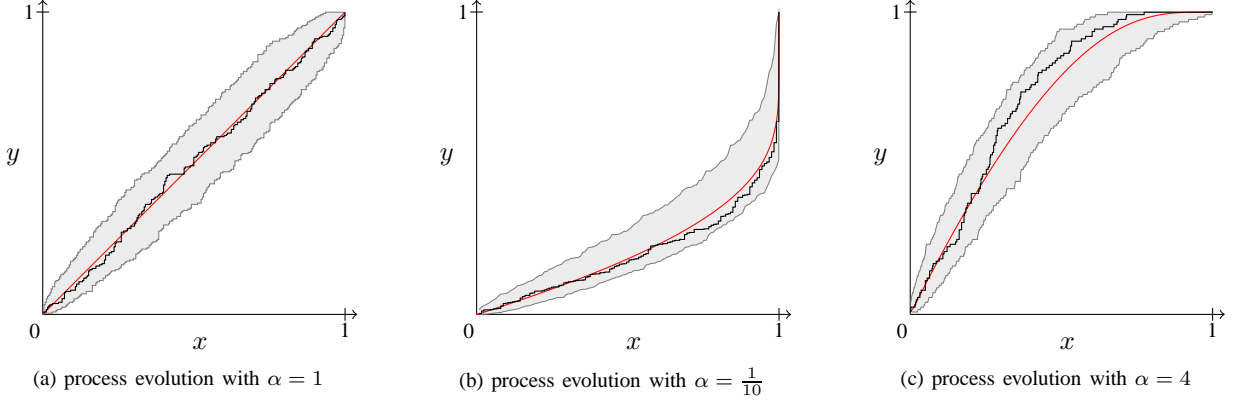 1
y
0
x
1
(a) process evolution with α = 1
1
y
0
x
1
(b) process evolution with α = 1/10
1
y
0
x
1
(c) process evolution with α = 4